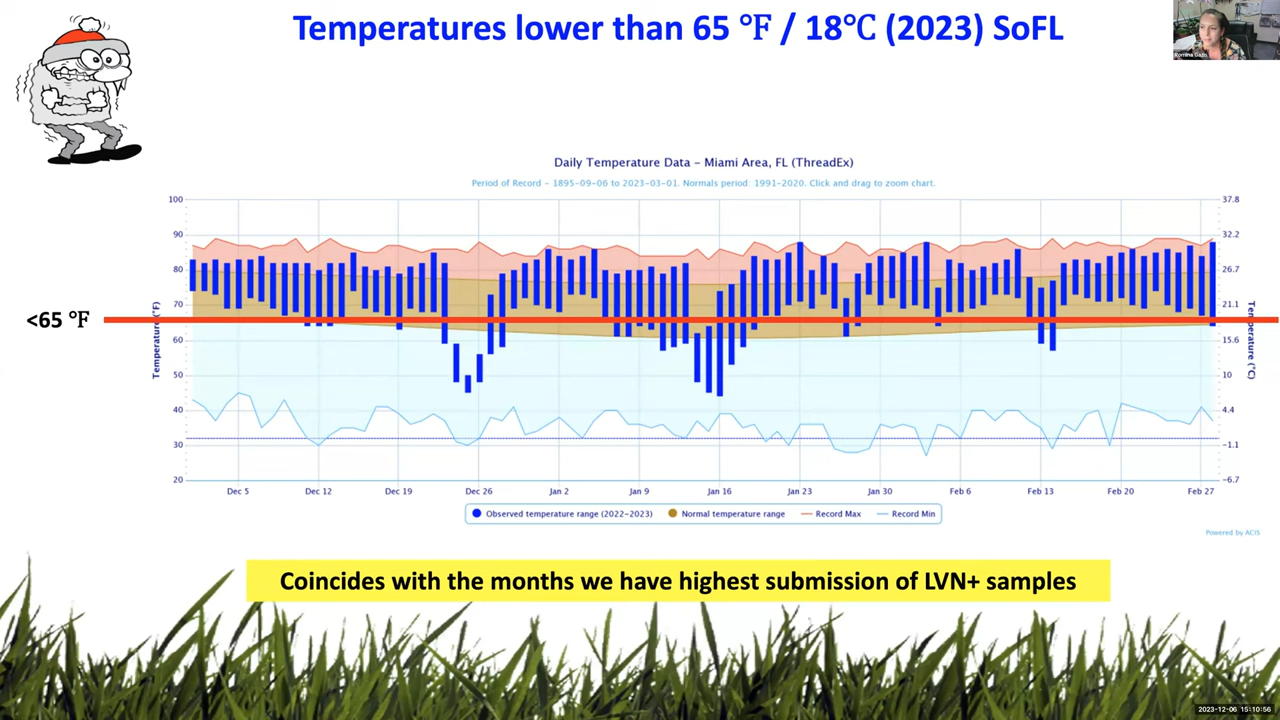 Temperatures lower than 65 °F / 18℃ (2023) SoFL
Romina Gazis
Daily Temperature Data – Miami Area, FL (ThreadEx)
Period of Record – 1895-09-06 to 2023-03-01. Normals period: 1991-2020. Click and drag to zoom chart.
100 37.8
90 32.2
80 26.7
70 21.1
<65 °F
60 15.6
50 10
40 4.4
30 -1.1
20 -6.7
Temperature (°F)
Temperature (°C)
Dec 5 Dec 12 Dec 19 Dec 26 Jan 2 Jan 9 Jan 16 Jan 23 Jan 30 Feb 6 Feb 13 Feb 20 Feb 27
Observed temperature range (2022-2023) Normal temperature range Record Max Record Min
Powered by ACIS
Coincides with the months we have highest submission of LVN+ samples
2023-12-06 15:10:56